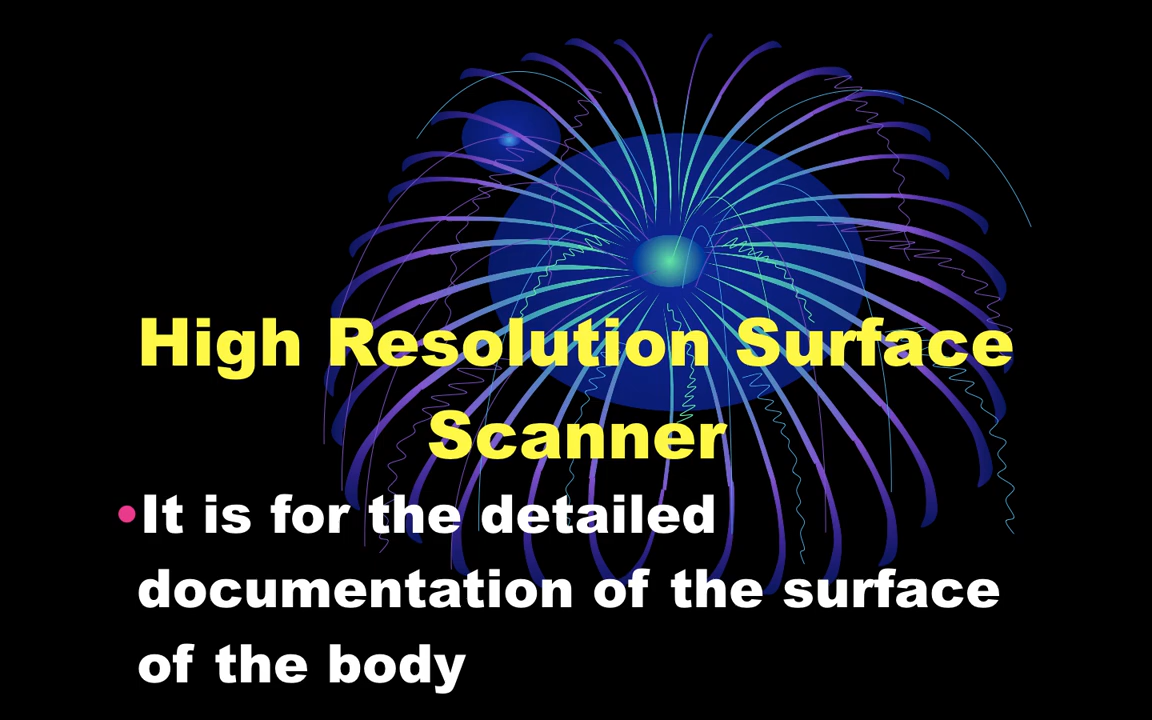 High Resolution Surface
Scanner
•It is for the detailed
documentation of the surface
of the body